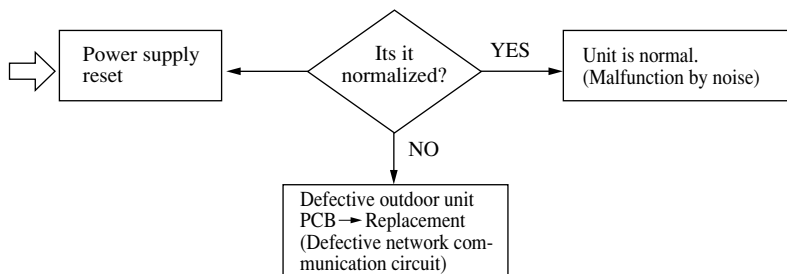 Power supply
reset
Its it
normalized?
YES
Unit is normal.
(Malfunction by noise)
NO
Defective outdoor unit
PCB → Replacement
(Defective network com-
munication circuit)